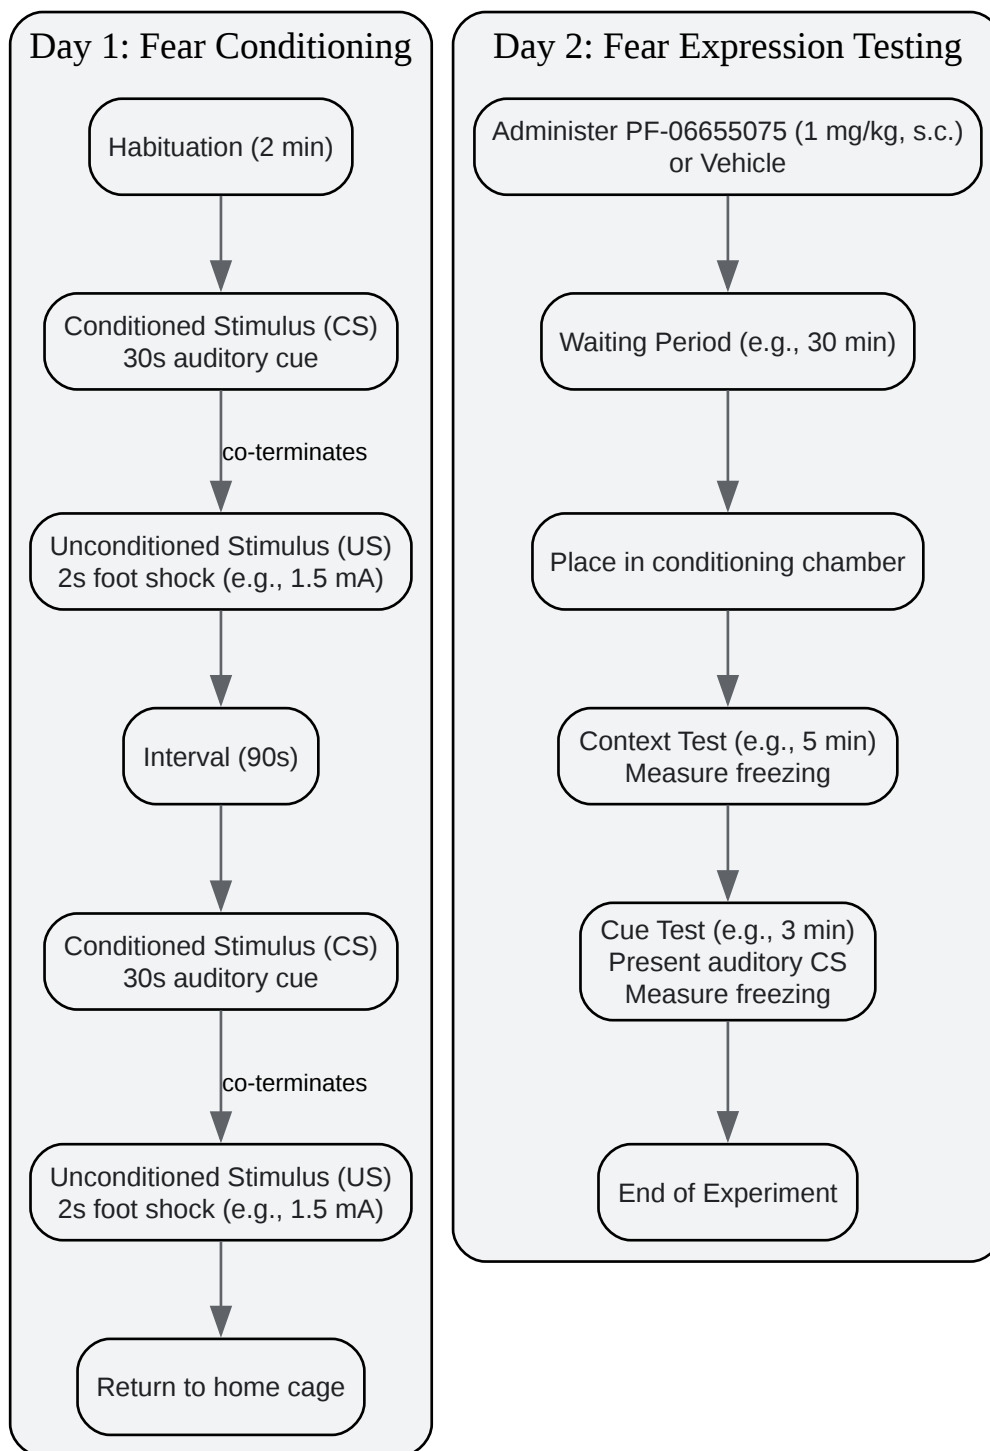 Day 1: Fear Conditioning
Habituation (2 min)
Conditioned Stimulus (CS)
30s auditory cue
co-terminates
Unconditioned Stimulus (US)
2s foot shock (e.g., 1.5 mA)
Interval (90s)
Conditioned Stimulus (CS)
30s auditory cue
co-terminates
Unconditioned Stimulus (US)
2s foot shock (e.g., 1.5 mA)
Return to home cage
Day 2: Fear Expression Testing
Administer PF-06655075 (1 mg/kg, s.c.)
or Vehicle
Waiting Period (e.g., 30 min)
Place in conditioning chamber
Context Test (e.g., 5 min)
Measure freezing
Cue Test (e.g., 3 min)
Present auditory CS
Measure freezing
End of Experiment